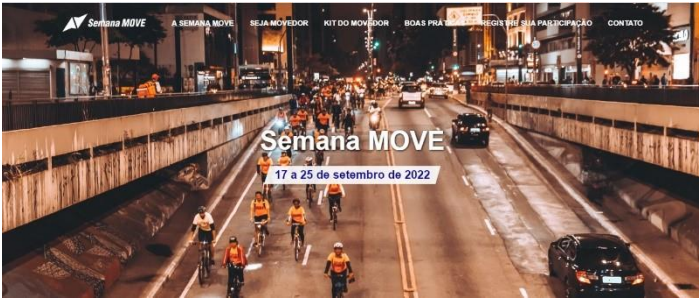 Semana MOVE
A SEMANA MOVE SEJA MOVEDOR KIT DO MOVEDOR BOAS PRÁTICAS REGISTRE SUA PARTICIPAÇÃO CONTATO
Semana MOVE
17 a 25 de setembro de 2022